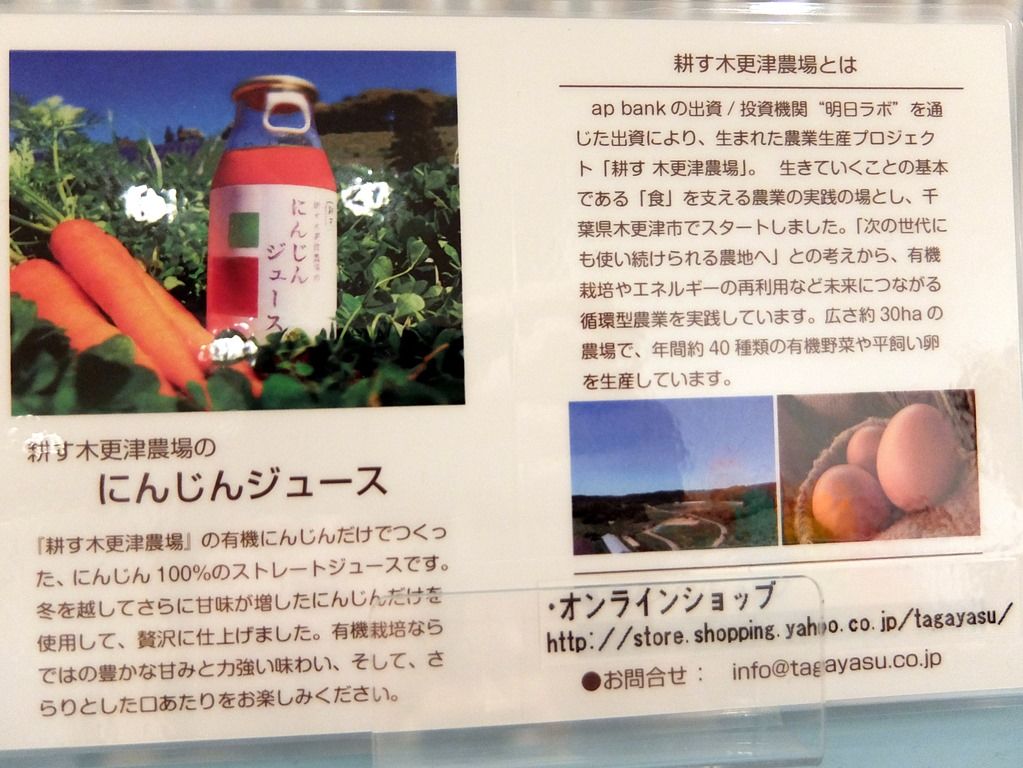 にんじん
ジュース
耕す木更津農場の
にんじんジュース
『耕す木更津農場』の有機にんじんだけでつくっ
た、にんじん100%のストレートジュースです。
冬を越してさらに甘味が増したにんじんだけを
使用して、贅沢に仕上げました。有機栽培なら
ではの豊かな甘みと力強い味わい、そして、さ
らりとした口あたりをお楽しみください。
耕す木更津農場とは
ap bankの出資/投資機関“明日ラボ”を通
じた出資により、生まれた農業生産プロジェク
ト「耕す 木更津農場」。 生きていくことの基本
である「食」を支える農業の実践の場とし、千
葉県木更津市でスタートしました。「次の世代に
も使い続けられる農地へ」との考えから、有機
栽培やエネルギーの再利用など未来につながる
循環型農業を実践しています。広さ約30haの
農場で、年間約40種類の有機野菜や平飼い卵
を生産しています。
・オンラインショップ
http://store.shopping.yahoo.co.jp/tagayasu/
●お問合せ： info@tagayasu.co.jp